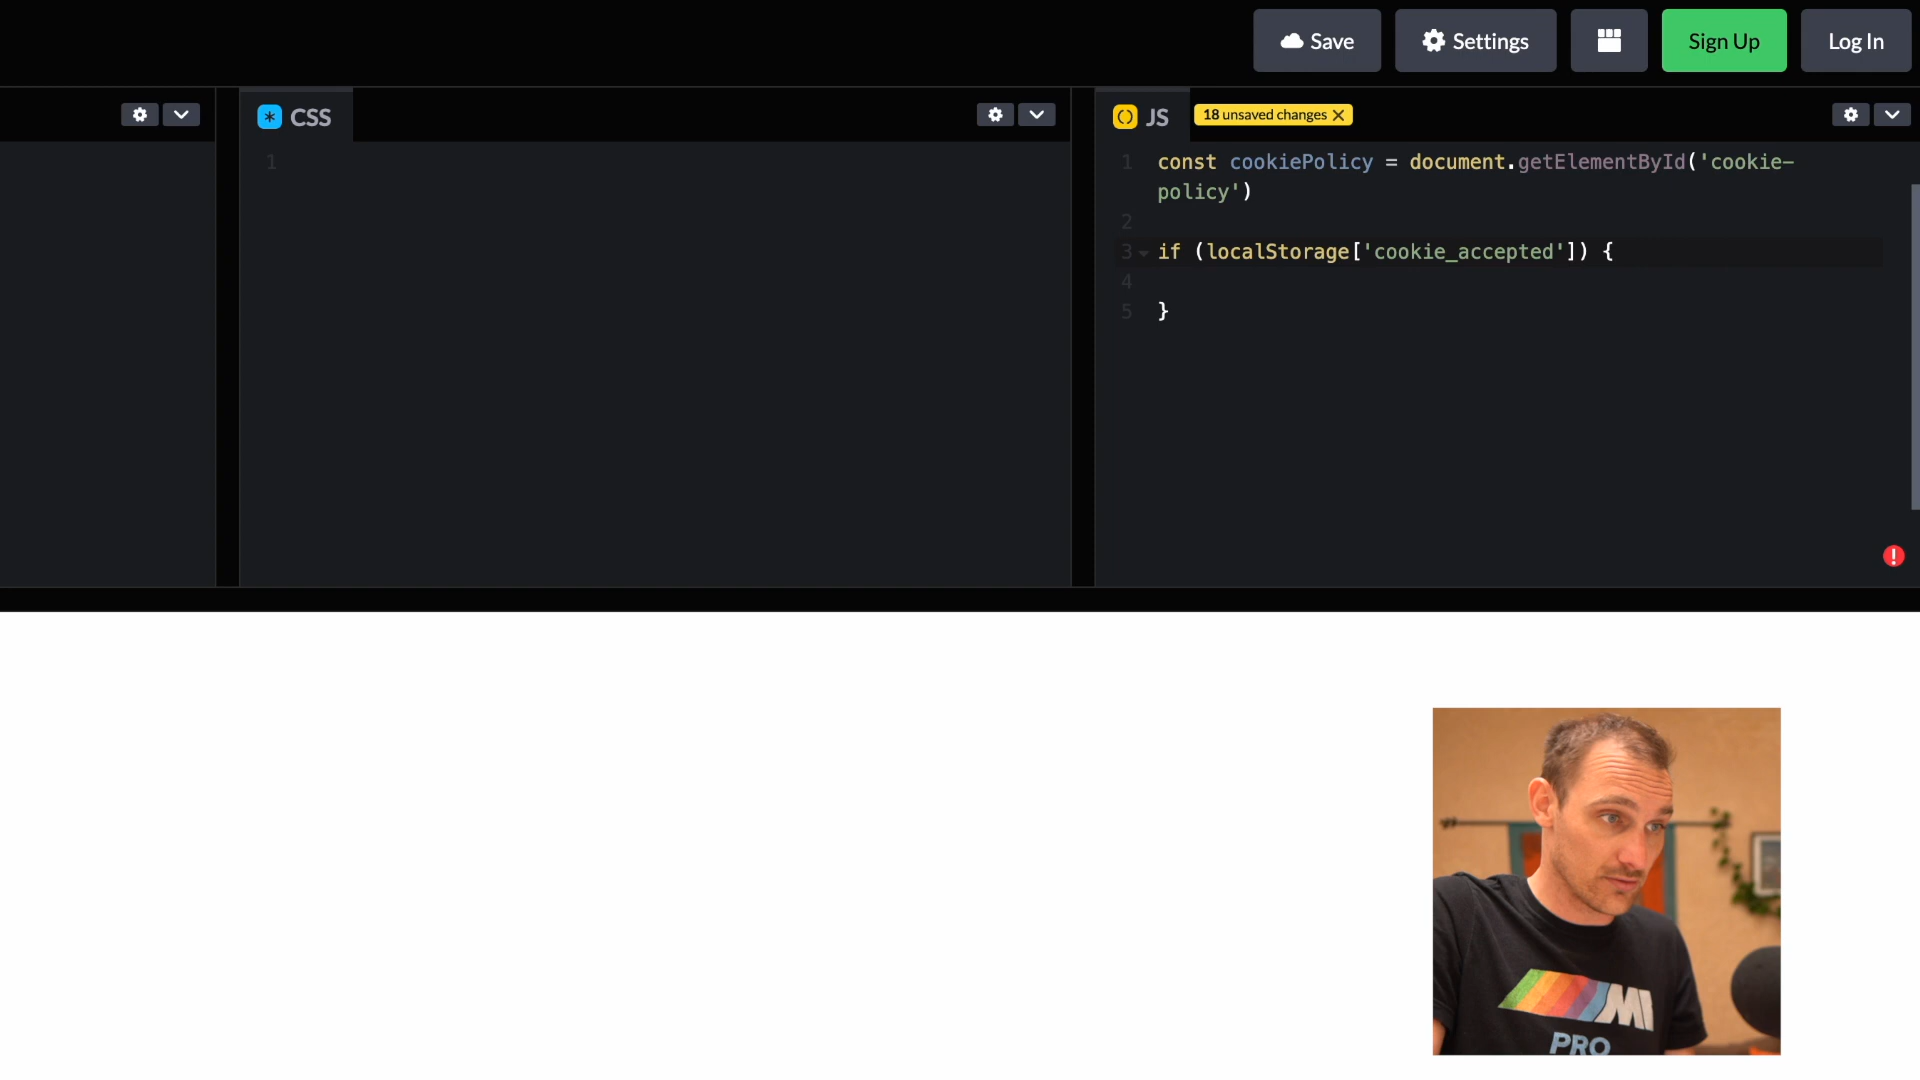 Save
Settings
Sign Up
Log In
CSS
JS
18 unsaved changes
1
1 const cookiePolicy = document.getElementById('cookie-
policy')
2
3 if (localStorage['cookie_accepted']) {
4
5 }
M
PRO